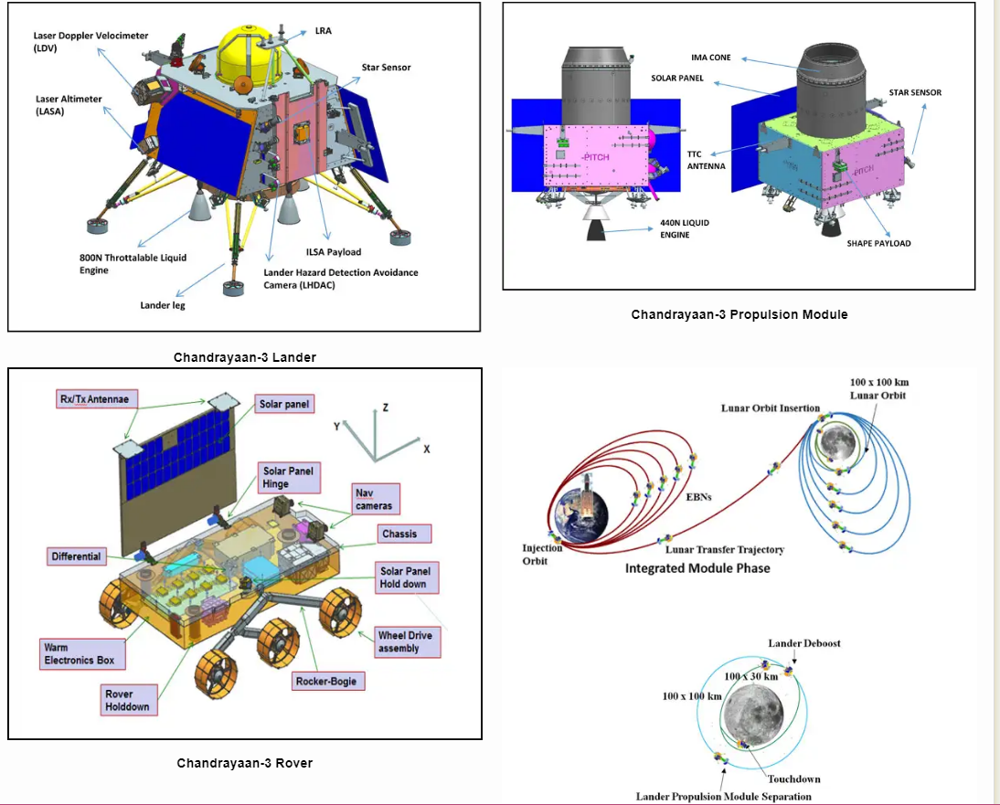 Laser Doppler Velocimeter
(LDV)
LRA
Star Sensor
Laser Altimeter
(LASA)
800N Throttalable Liquid
Engine
ILSA Payload
Lander Hazard Detection Avoidance
Camera (LHDAC)
Lander leg
Chandrayaan-3 Lander
IMA CONE
SOLAR PANEL
STAR SENSOR
-PITCH
TTC
ANTENNA
-PITCH
440N LIQUID
ENGINE
SHAPE PAYLOAD
Chandrayaan-3 Propulsion Module
Rx/Tx Antennae
Solar panel
Z
Y
X
Solar Panel
Hinge
Nav
cameras
Chassis
Differential
Solar Panel
Hold down
Warm
Electronics Box
Wheel Drive
assembly
Rocker-Bogie
Rover
Holddown
Chandrayaan-3 Rover
100 x 100 km
Lunar Orbit
Lunar Orbit Insertion
EBNs
Injection
Orbit
Lunar Transfer Trajectory
Integrated Module Phase
Lander Deboost
100 x 30 km
100 x 100 km
Touchdown
Lander Propulsion Module Separation